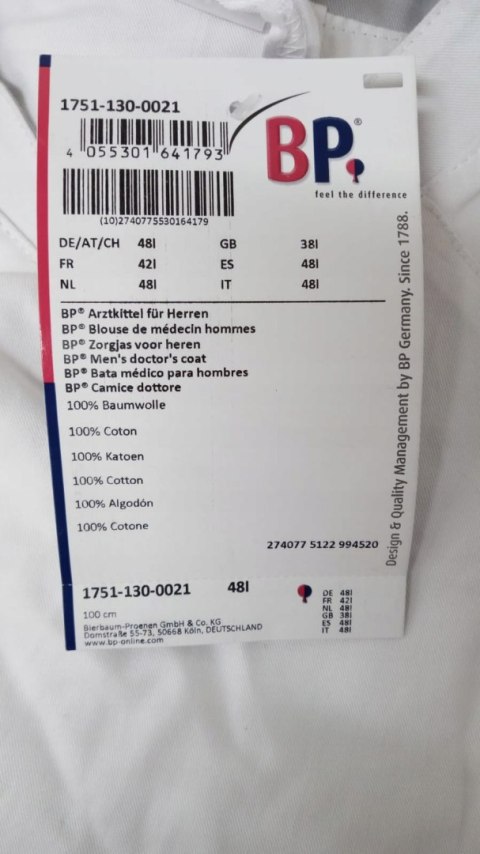 1751-130-0021
4 055301 641793
(10)2740775530164179
BP®
feel the difference
DE/AT/CH 48l GB 38l
FR 42l ES 48l
NL 48l IT 48l
BP® Arztkittel für Herren
BP® Blouse de médecin hommes
BP® Zorgjas voor heren
BP® Men's doctor's coat
BP® Bata médico para hombres
BP® Camice dottore
100% Baumwolle
100% Coton
100% Katoen
100% Cotton
100% Algodón
100% Cotone
274077 5122 994520
Design & Quality Management by BP Germany. Since 1788.
1751-130-0021 48l
100 cm
Bierbaum-Proenen GmbH & Co. KG
Domstraße 55-73, 50668 Köln, DEUTSCHLAND
www.bp-online.com
DE 48l
FR 42l
NL 48l
GB 38l
ES 48l
IT 48l